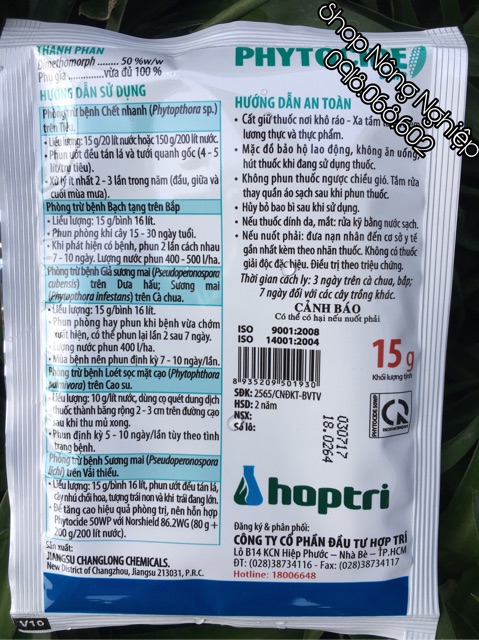 THÀNH PHẦN
Dimethomorph ........ 50 %w/w
Phụ gia ............. vừa đủ 100 %
HƯỚNG DẪN SỬ DỤNG
Phòng trừ bệnh Chết nhanh (Phytopthora sp.)
trên Tiêu.
• Liều lượng: 15 g/20 lít nước hoặc 150 g/200 lít nước.
• Phun ướt đều tán lá và tưới quanh gốc (4 - 5
lít/trụ tiêu).
• Xử lý ít nhất 2 - 3 lần trong năm (đầu, giữa và
cuối mùa mưa).
Phòng trừ bệnh Bạch tạng trên Bắp
• Liều lượng: 15 g/bình 16 lít.
• Phun phòng khi cây 15 - 30 ngày tuổi.
• Khi phát hiện có bệnh, phun 2 lần cách nhau
7 - 10 ngày. Lượng nước phun 400 - 500 l/ha.
Phòng trừ bệnh Giả sương mai (Pseudoperonospora
cubensis) trên Dưa hấu; Sương mai
(Phytopthora infestans) trên Cà chua.
• Liều lượng: 15 g/bình 16 lít.
• Phun phòng hay phun khi bệnh vừa chớm
xuất hiện, có thể phun lại lần 2 sau 7 ngày.
• Lượng nước phun 400 l/ha.
• Mùa bệnh nên phun định kỳ 7 - 10 ngày/lần.
Phòng trừ bệnh Loét sọc mặt cạo (Phytophthora
palmivora) trên Cao su.
• Liều lượng: 10 g/lít nước, dùng cọ quét dung dịch
thuốc thành băng rộng 2 - 3 cm trên đường cạo
sau khi thu mủ xong.
• Phun định kỳ 5 - 10 ngày/lần tùy theo tình
trạng bệnh.
Phòng trừ bệnh Sương mai (Pseudoperonospora
lichi) trên Vải thiều.
• Liều lượng: 15 g/bình 16 lít, phun ướt đều tán lá,
cây nhú chồi hoa, tượng trái non và khi trái đang lớn.
• Để tăng cao hiệu quả phòng trị, nên hỗn hợp
Phytocide 50WP với Norshield 86.2WG (80 g +
200 g/200 lít nước).
Sản xuất:
JIANGSU CHANGLONG CHEMICALS.
New District of Changzhou, Jiangsu 213031, P.R.C.
V10
PHYTOCIDE
Shop Nông Nghiệp
0918068602
HƯỚNG DẪN AN TOÀN
• Cất giữ thuốc nơi khô ráo - Xa tầm
lương thực và thực phẩm.
• Mặc đồ bảo hộ lao động, không ăn uống,
hút thuốc khi đang sử dụng thuốc.
• Không phun thuốc ngược chiều gió. Tắm rửa
thay quần áo sạch sau khi phun thuốc.
• Hủy bỏ bao bì sau khi sử dụng.
• Nếu thuốc dính da, mắt: rửa kỹ bằng nước sạch.
• Nếu nuốt phải: đưa nạn nhân đến cơ sở y tế
gần nhất kèm theo nhãn thuốc. Không có thuốc
giải độc đặc hiệu. Điều trị theo triệu chứng.
Thời gian cách ly: 3 ngày trên cà chua, bắp;
7 ngày đối với các cây trồng khác.
CẢNH BÁO
Có thể có hại nếu nuốt phải
ISO 9001:2008
ISO 14001:2004
8 935209 501930
15 g
Khối lượng tịnh
SĐK: 2565/CNĐKT-BVTV
HSD: 2 năm
NSX:
Số lô:
030717
18.0264
PHYTOCIDE 50WP
hoptri
Đăng ký & phân phối:
CÔNG TY CỔ PHẦN ĐẦU TƯ HỢP TRÍ
Lô B14 KCN Hiệp Phước – Nhà Bè – TP.HCM
ĐT: (028)38734116 - Fax: (028)38734117
Hotline: 18006648